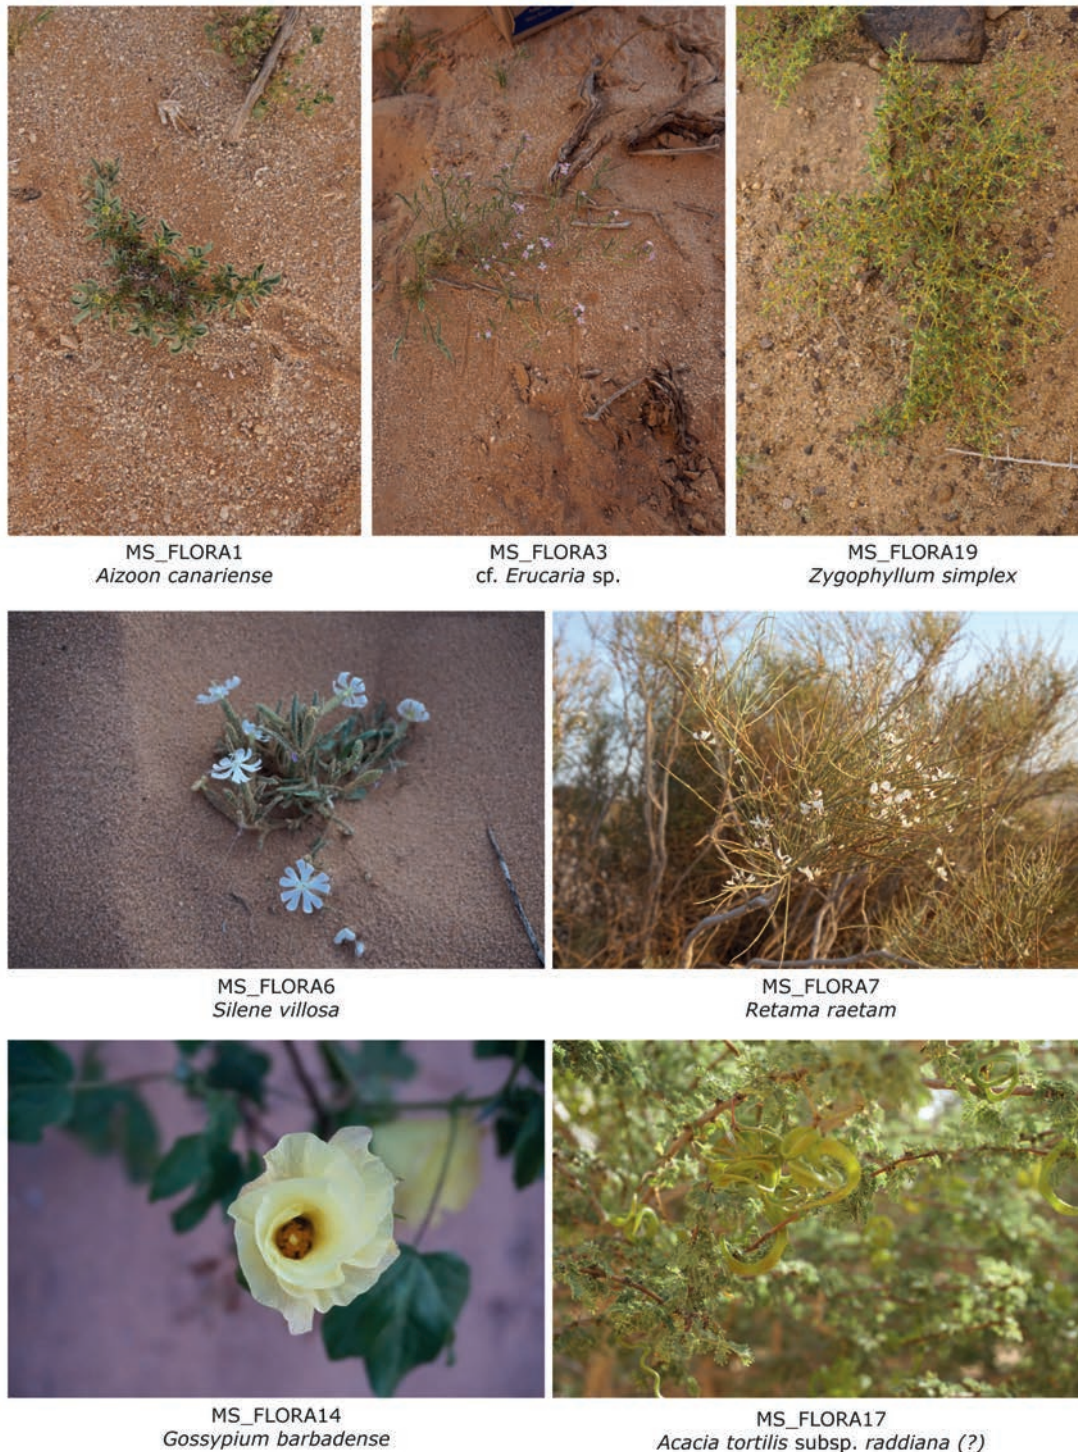 MS_FLORA1
Aizoon canariense
MS_FLORA3
cf. Erucaria sp.
MS_FLORA19
Zygophyllum simplex
MS_FLORA6
Silene villosa
MS_FLORA7
Retama raetam
MS_FLORA14
Gossypium barbadense
MS_FLORA17
Acacia tortilis subsp. raddiana (?)